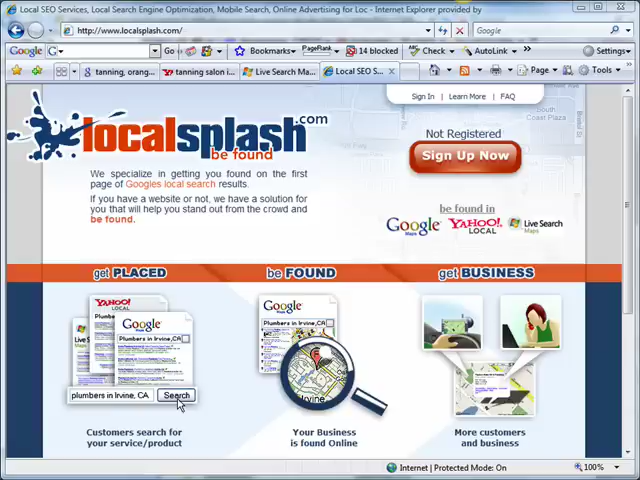 Local SEO Services, Local Search Engine Optimization, Mobile Search, Online Advertising for Loc - Internet Explorer provided by
http://www.localsplash.com/
Google
Google
Bookmarks
PageRank
14 blocked
Check
AutoLink
Settings
tanning, orang...
tanning salon i...
Live Search Ma...
Local SEO S...
Page
Tools
Sign In | Learn More | FAQ
localsplash.com
be found
Not Registered
Sign Up Now
We specialize in getting you found on the first
page of Googles local search results.
If you have a website or not, we have a solution for
you that will help you stand out from the crowd and
be found.
be found in
Google Maps
YAHOO! LOCAL
Live Search Maps
get PLACED
be FOUND
get BUSINESS
YAHOO!
Google
Plumbers in Irvine,CA
plumbers in Irvine, CA
Search
Google
Plumbers in Irvine,CA
Irvine
Customers search for
your service/product
Your Business
is found Online
More customers
and business
Internet | Protected Mode: On
100%